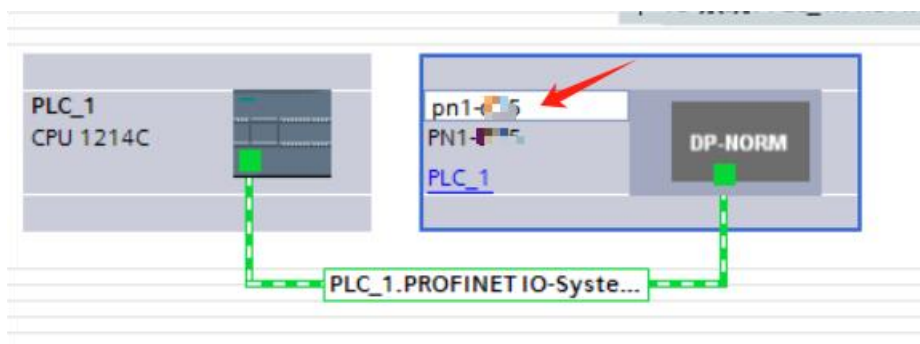 PLC_1
CPU 1214C
DP-NORM
PLC_1
PLC_1.PROFINET IO-Syste...